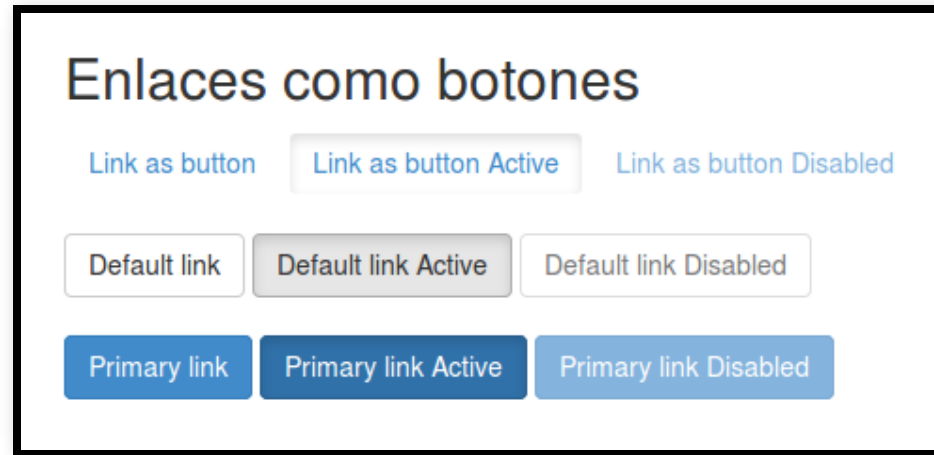 Enlaces como botones
Link as button Link as button Active Link as button Disabled
Default link Default link Active Default link Disabled
Primary link Primary link Active Primary link Disabled